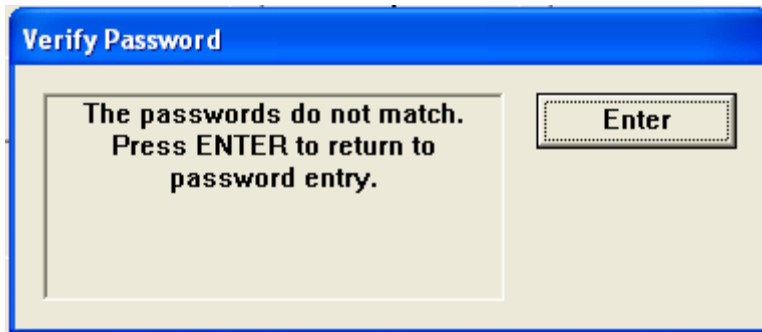 Verify Password
The passwords do not match.
Press ENTER to return to
password entry.
Enter